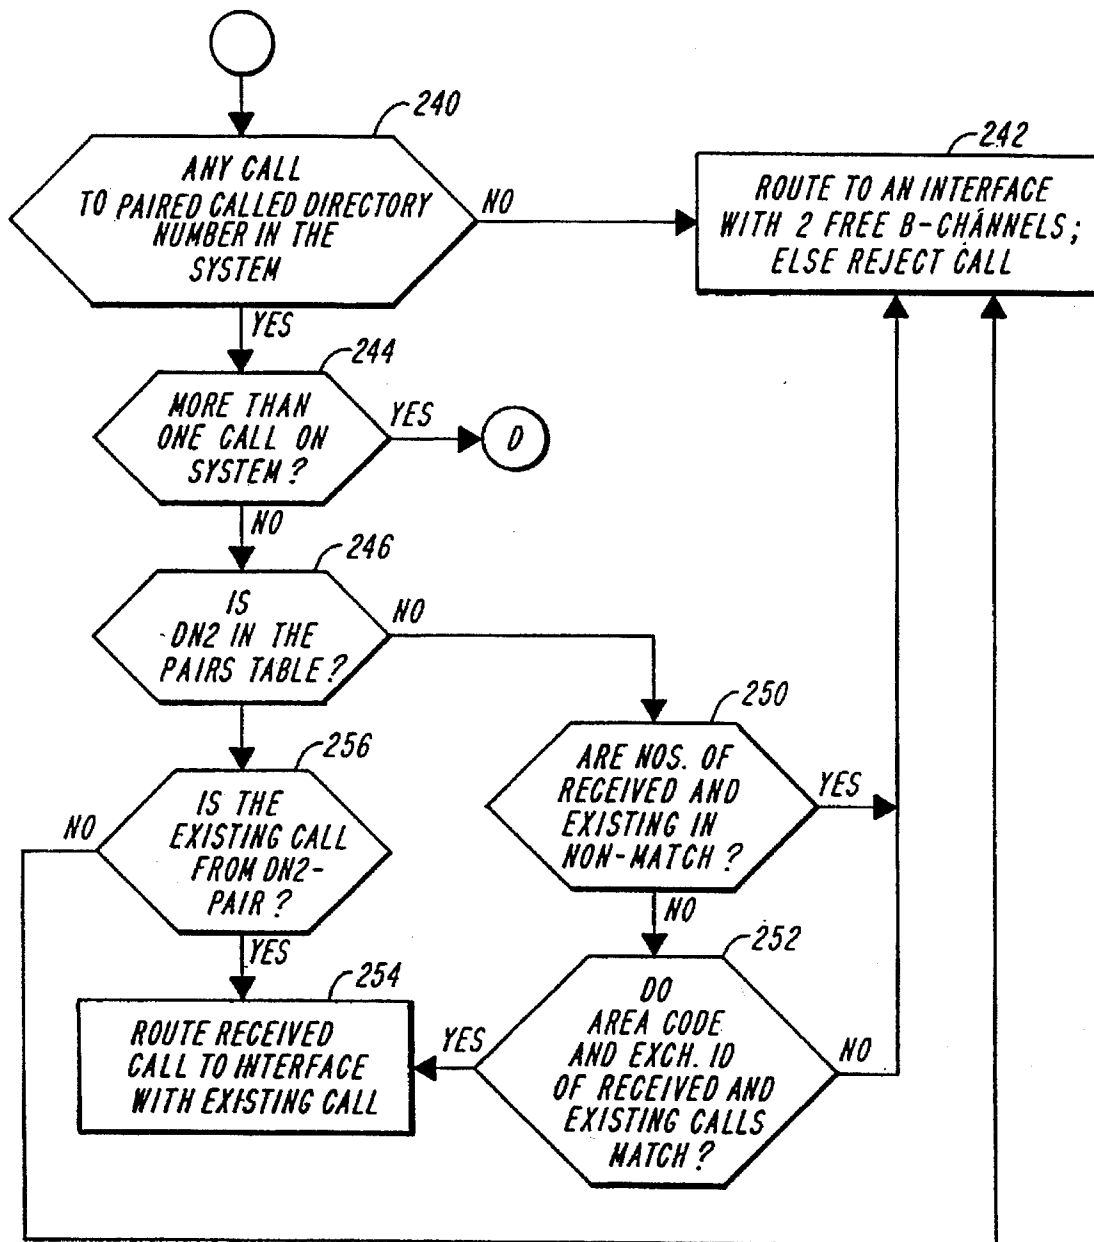 240
ANY CALL
TO PAIRED CALLED DIRECTORY
NUMBER IN THE
SYSTEM
NO
242
ROUTE TO AN INTERFACE
WITH 2 FREE B-CHANNELS;
ELSE REJECT CALL
YES
244
MORE THAN
ONE CALL ON
SYSTEM?
YES
D
NO
246
IS
DN2 IN THE
PAIRS TABLE?
NO
250
ARE NOS. OF
RECEIVED AND
EXISTING IN
NON-MATCH?
YES
NO
256
IS THE
EXISTING CALL
FROM DN2-
PAIR?
NO
YES
252
DO
AREA CODE
AND EXCH. ID
OF RECEIVED AND
EXISTING CALLS
MATCH?
YES
NO
254
ROUTE RECEIVED
CALL TO INTERFACE
WITH EXISTING CALL